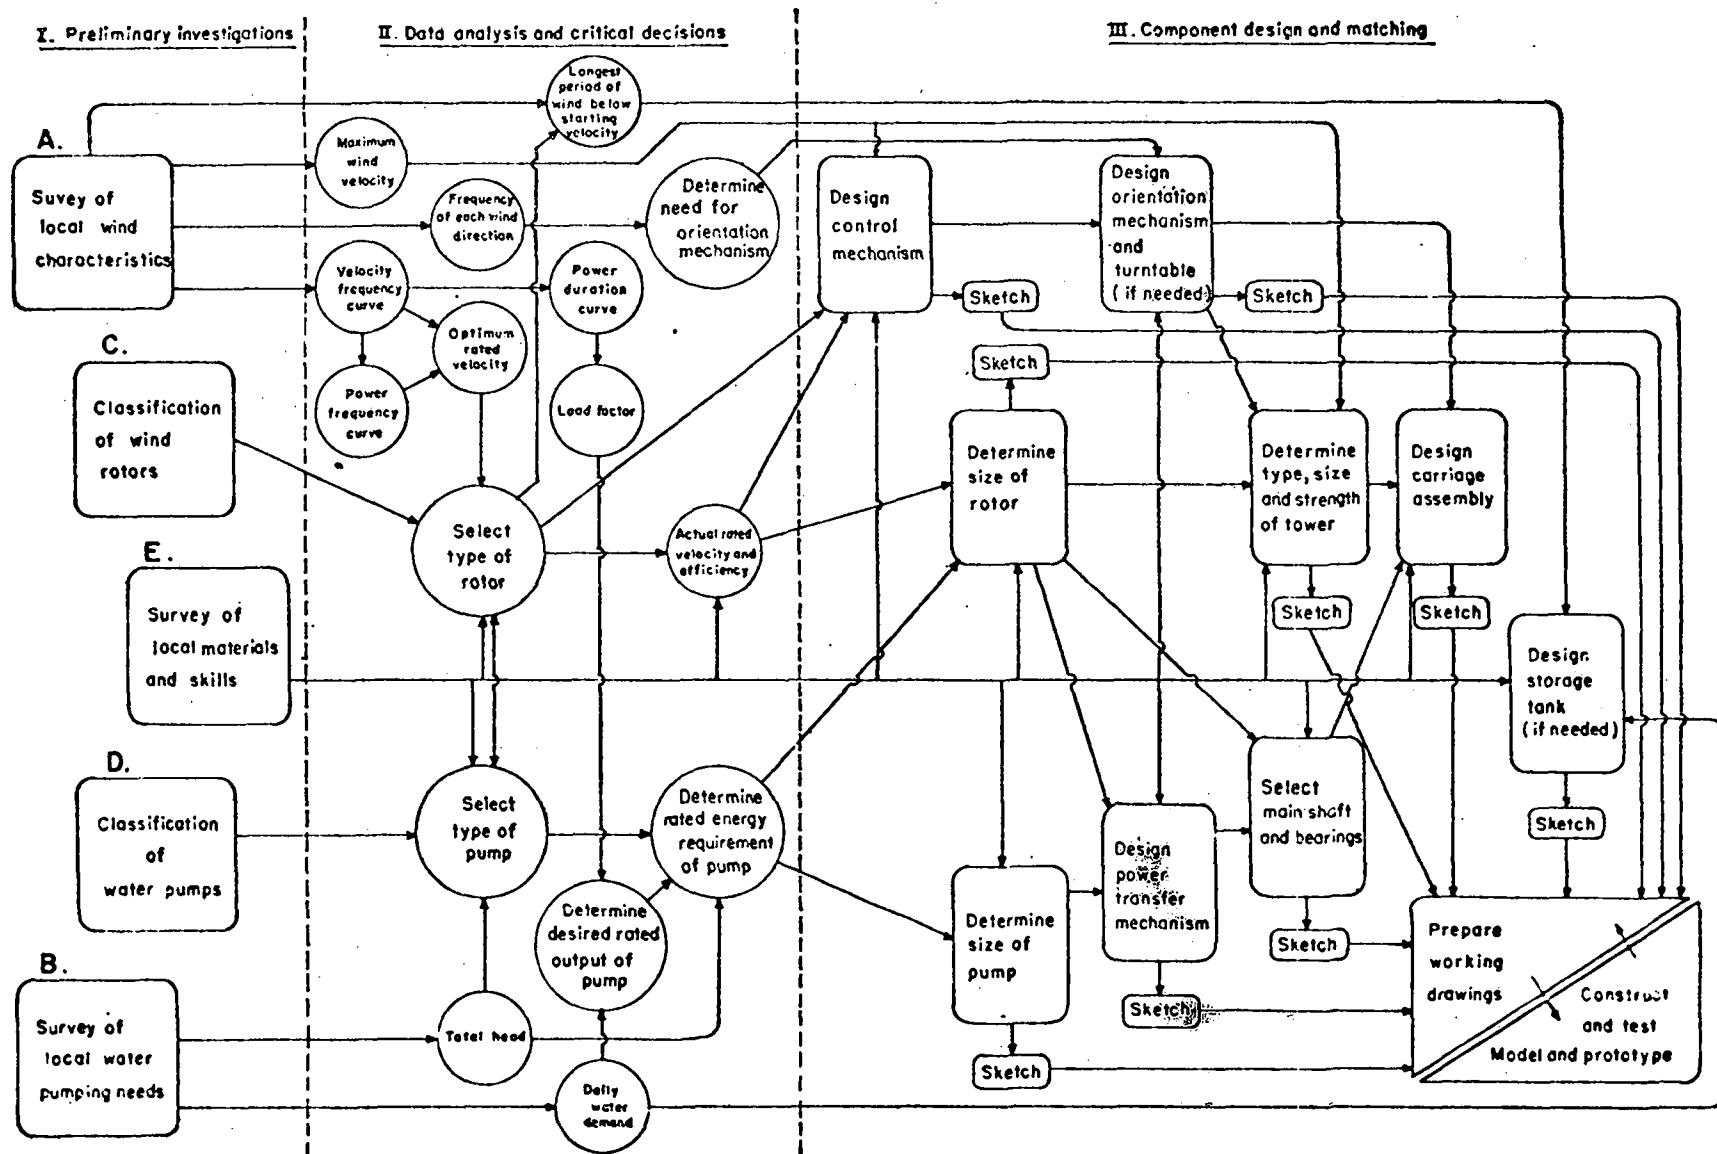 I. Preliminary investigations
II. Data analysis and critical decisions
III. Component design and matching
A.
Suvey of
local wind
characteristics
C.
Classification
of wind
rotors
E.
Survey of
local materials
and skills
D.
Classification
of
water pumps
B.
Survey of
local water
pumping needs
Longest
period of
wind below
starting
velocity
Maximum
wind
velocity
Frequency
of each wind
direction
Determine
need for
orientation
mechanism
Velocity
frequency
curve
Power
duration
curve
Optimum
rated
velocity
Power
frequency
curve
Load factor
Select
type of
rotor
Actual rated
velocity and
efficiency
Select
type of
pump
Determine
rated energy
requirement
of pump
Determine
desired rated
output of
pump
Total head
Daily
water
demand
Design
control
mechanism
Sketch
Design
orientation
mechanism
and
turntable
(if needed)
Sketch
Sketch
Determine
size of
rotor
Determine
type, size
and strength
of tower
Sketch
Design
carriage
assembly
Sketch
Design
storage
tank
(if needed)
Sketch
Select
main shaft
and bearings
Sketch
Design
power
transfer
mechanism
Sketch
Determine
size of
pump
Sketch
Prepare
working
drawings
Construct
and test
Model and prototype